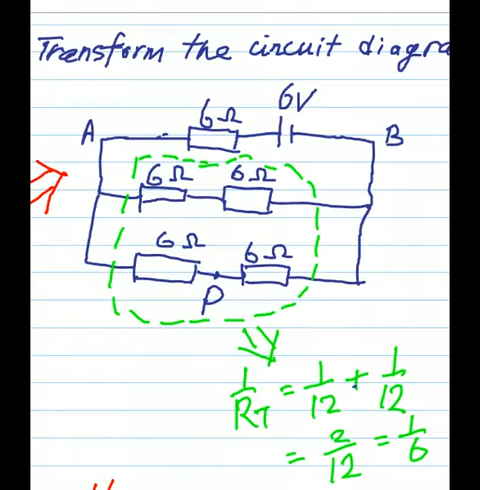 Transform the circuit diagra
6Ω 6V
A B
6Ω 6Ω
6Ω 6Ω
P
1/RT = 1/12 + 1/12
= 2/12 = 1/6